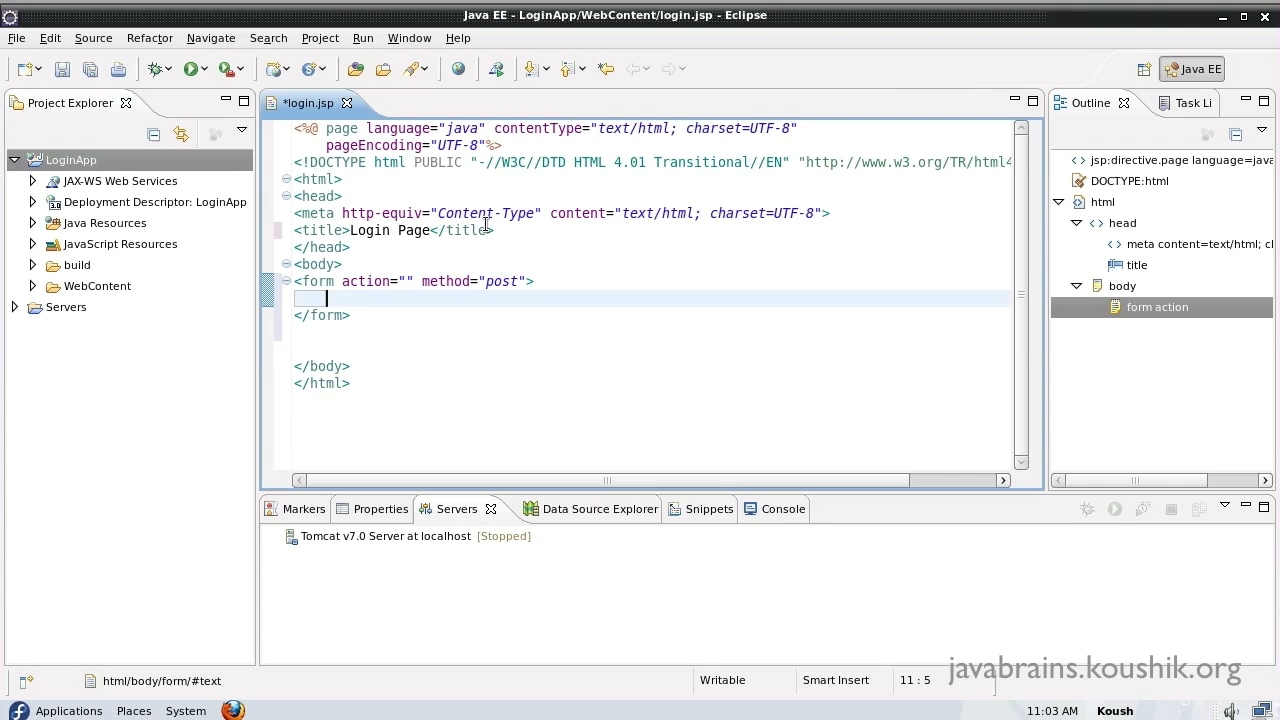 Java EE - LoginApp/WebContent/login.jsp - Eclipse
File Edit Source Refactor Navigate Search Project Run Window Help
Java EE
Project Explorer
LoginApp
JAX-WS Web Services
Deployment Descriptor: LoginApp
Java Resources
JavaScript Resources
build
WebContent
Servers
*login.jsp
<%@ page language="java" contentType="text/html; charset=UTF-8"
pageEncoding="UTF-8"%>
<!DOCTYPE html PUBLIC "-//W3C//DTD HTML 4.01 Transitional//EN" "http://www.w3.org/TR/html4
<html>
<head>
<meta http-equiv="Content-Type" content="text/html; charset=UTF-8">
<title>Login Page</title>
</head>
<body>
<form action="" method="post">
</form>
</body>
</html>
Outline Task Li
jsp:directive.page language=java
DOCTYPE:html
html
head
meta content=text/html; cl
title
body
form action
Markers Properties Servers Data Source Explorer Snippets Console
Tomcat v7.0 Server at localhost [Stopped]
javabrains.koushik.org
html/body/form/#text Writable Smart Insert 11 : 5
Applications Places System 11:03 AM Koush